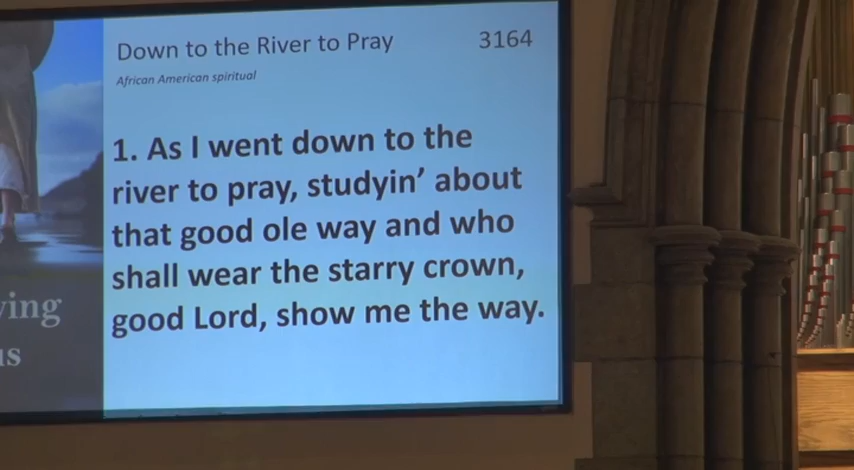 Down to the River to Pray 3164
African American spiritual
1. As I went down to the
river to pray, studyin’ about
that good ole way and who
shall wear the starry crown,
good Lord, show me the way.